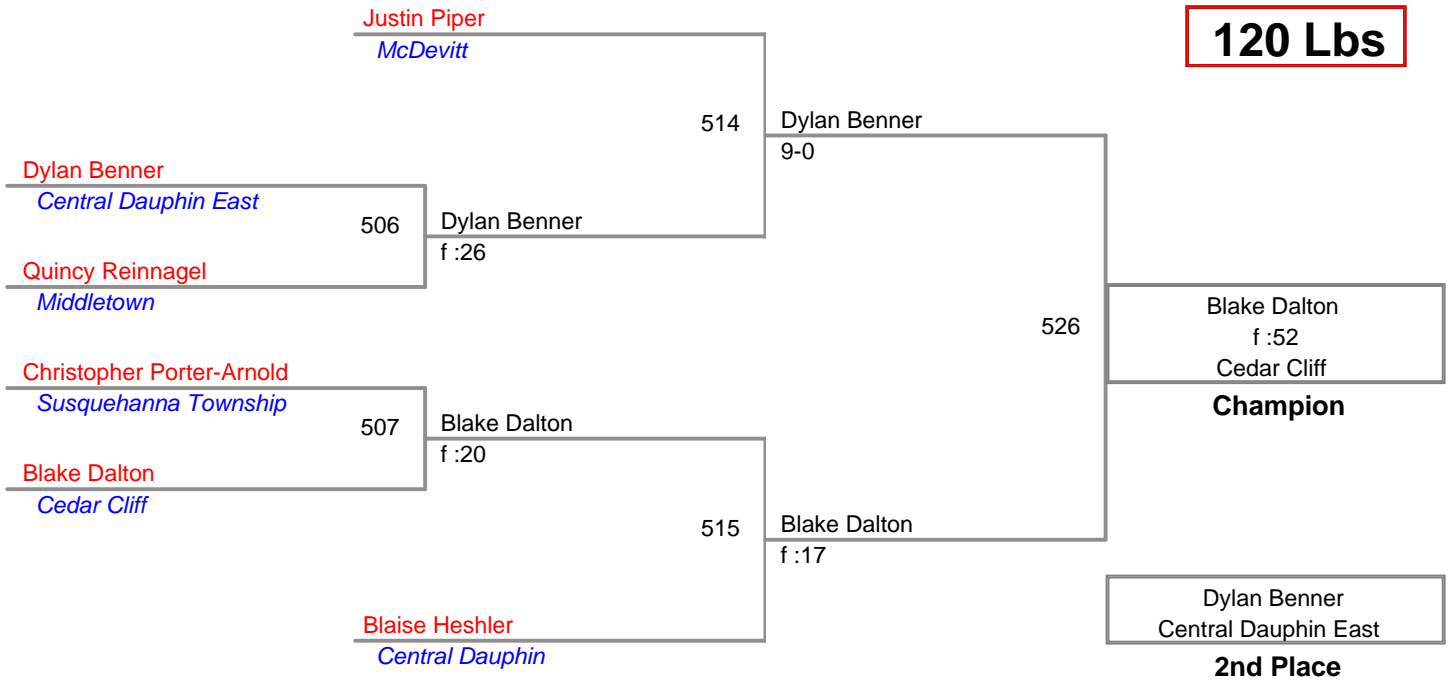 Justin Piper
McDevitt
120 Lbs
514
Dylan Benner
9-0
Dylan Benner
Central Dauphin East
506
Dylan Benner
f :26
Quincy Reinnagel
Middletown
526
Blake Dalton
f :52
Cedar Cliff
Champion
Christopher Porter-Arnold
Susquehanna Township
507
Blake Dalton
f :20
Blake Dalton
Cedar Cliff
515
Blake Dalton
f :17
Blaise Heshler
Central Dauphin
Dylan Benner
Central Dauphin East
2nd Place